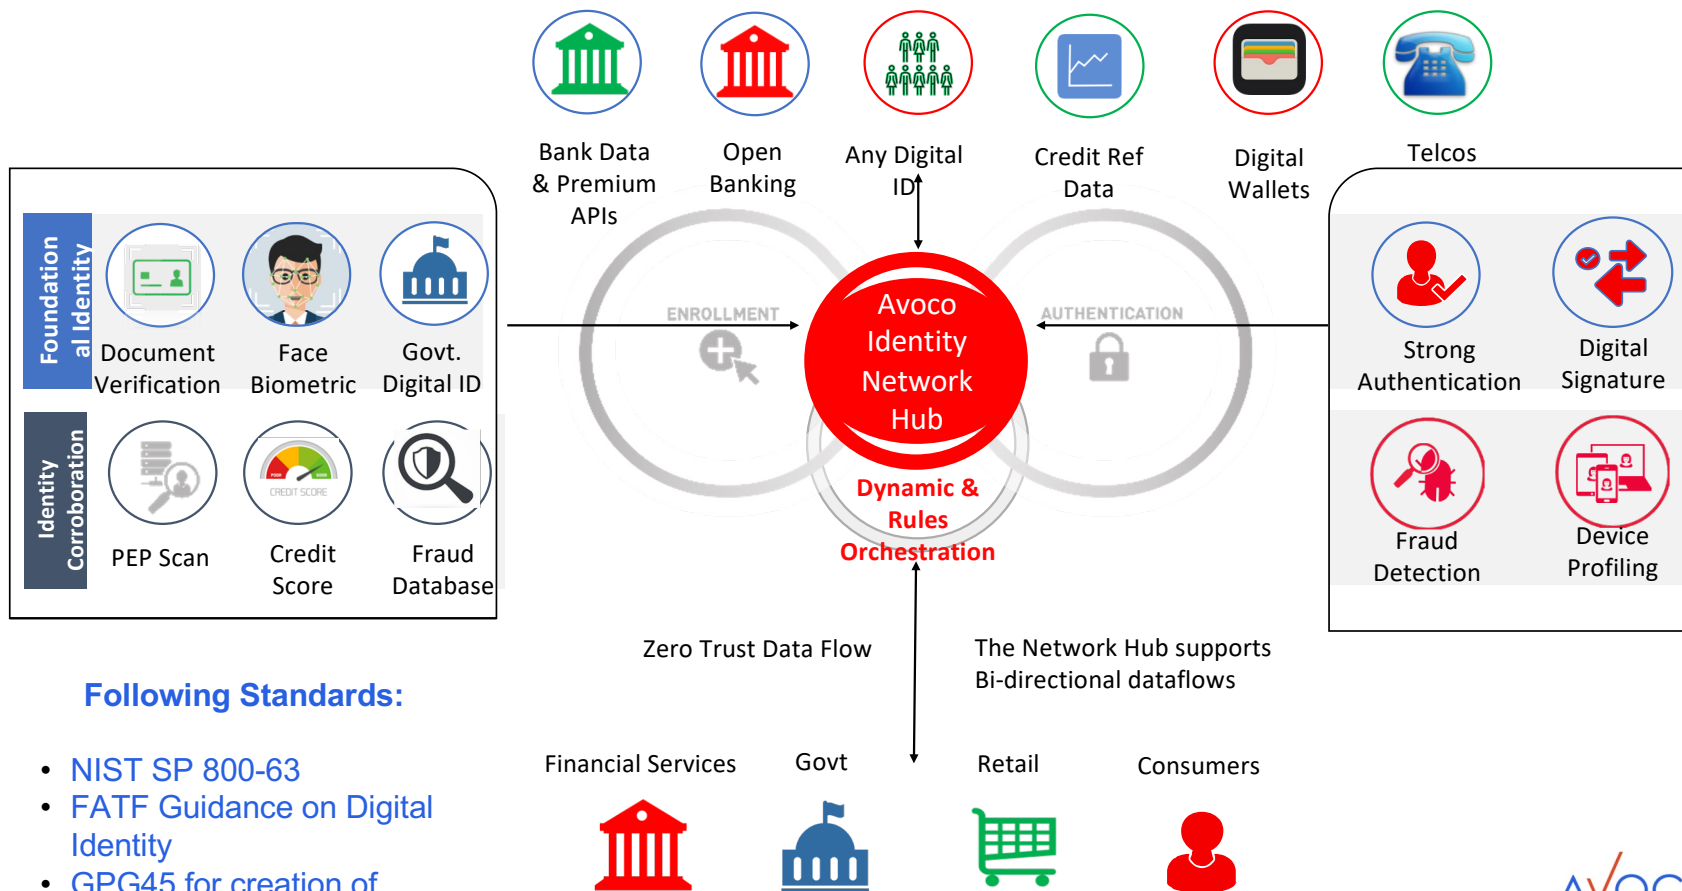 Bank Data
& Premium
APIs
Open
Banking
Any Digital
ID
Credit Ref
Data
Digital
Wallets
Telcos
Foundation
al Identity
Document
Verification
Face
Biometric
Govt.
Digital ID
Identity
Corroboration
PEP Scan
CREDIT SCORE
Credit
Score
Fraud
Database
ENROLLMENT
Avoco
Identity
Network
Hub
AUTHENTICATION
Dynamic &
Rules
Orchestration
Strong
Authentication
Digital
Signature
Fraud
Detection
Device
Profiling
Zero Trust Data Flow
The Network Hub supports
Bi-directional dataflows
Following Standards:
• NIST SP 800-63
• FATF Guidance on Digital
Identity
• GPG45 for creation of
Financial Services
Govt
Retail
Consumers